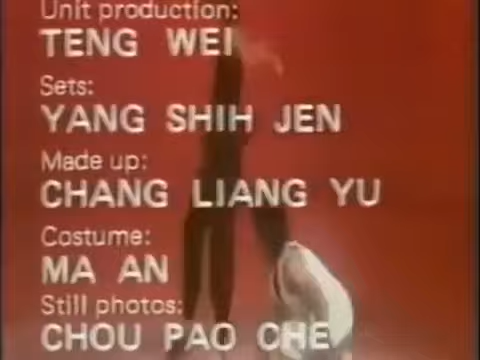 Unit production:
TENG WEI
Sets:
YANG SHIH JEN
Made up:
CHANG LIANG YU
Costume:
MA AN
Still photos:
CHOU PAO CHE